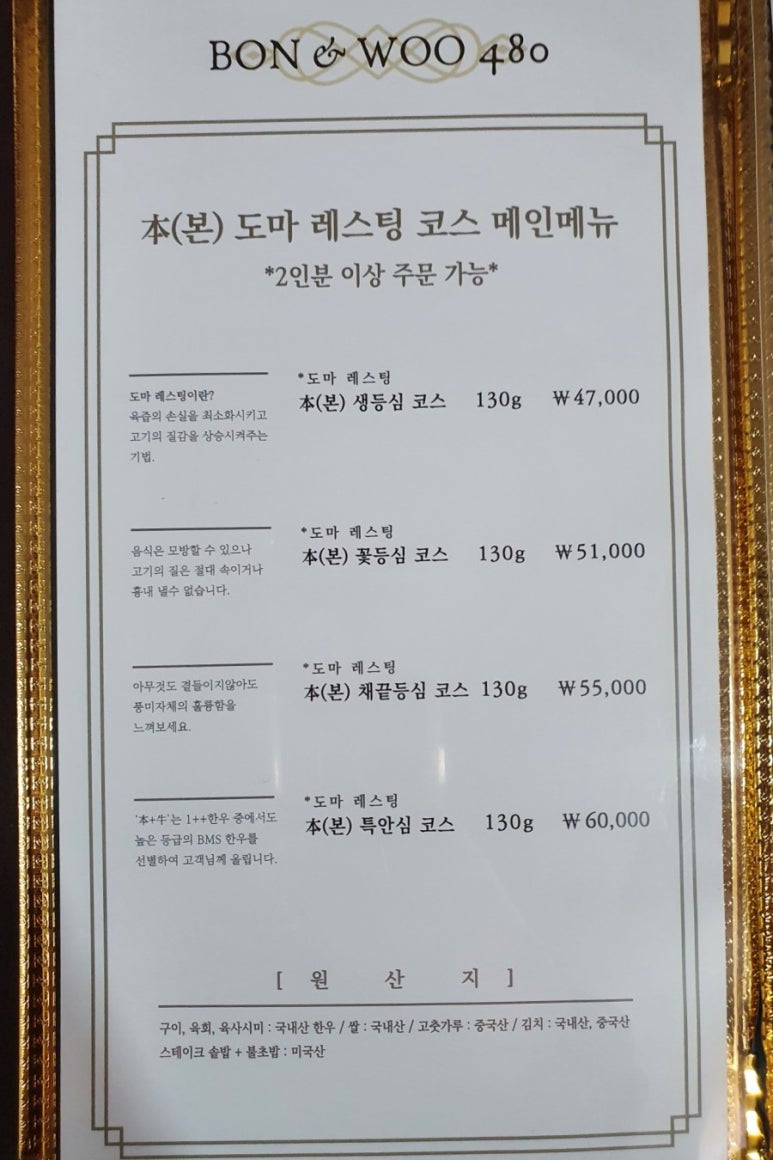 BON & WOO 480
本(본) 도마 레스팅 코스 메인메뉴
*2인분 이상 주문 가능*
도마 레스팅이란?
육즙의 손실을 최소화시키고
고기의 질감을 상승시켜주는
기법.
*도마 레스팅
本(본) 생등심 코스 130g ₩47,000
음식은 모방할 수 있으나
고기의 질은 절대 속이거나
흉내 낼수 없습니다.
*도마 레스팅
本(본) 꽃등심 코스 130g ₩51,000
아무것도 곁들이지않아도
풍미자체의 훌륭함을
느껴보세요.
*도마 레스팅
本(본) 채끝등심 코스 130g ₩55,000
'本+牛'는 1++한우 중에서도
높은 등급의 BMS 한우를
선별하여 고객님께 올립니다.
*도마 레스팅
本(본) 특안심 코스 130g ₩60,000
[ 원 산 지 ]
구이, 육회, 육사시미 : 국내산 한우 / 쌀 : 국내산 / 고춧가루 : 중국산 / 김치 : 국내산, 중국산
스테이크 솥밥 + 불초밥 : 미국산